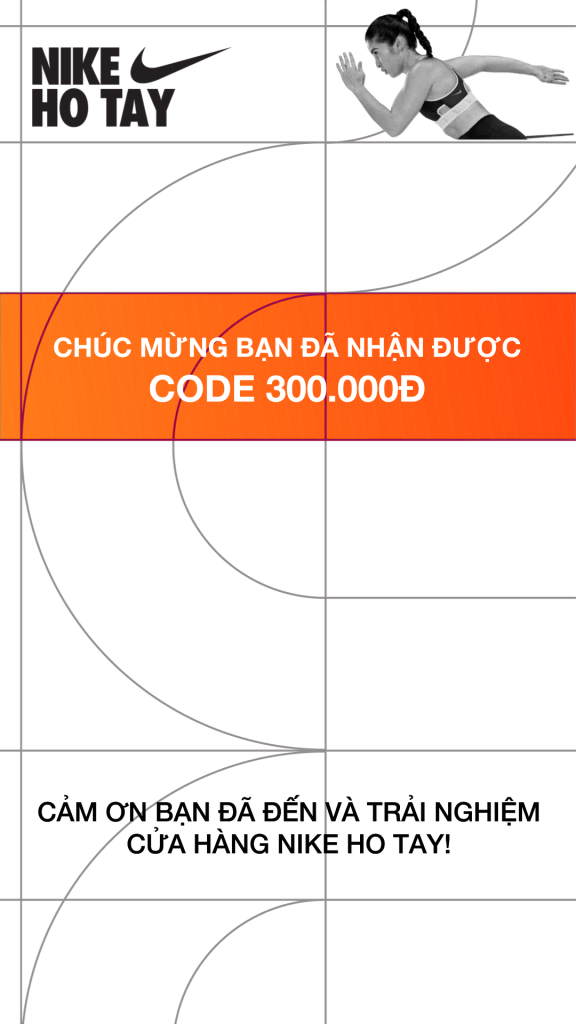 NIKE
HO TAY
CHÚC MỪNG BẠN ĐÃ NHẬN ĐƯỢC
CODE 300.000Đ
CẢM ƠN BẠN ĐÃ ĐẾN VÀ TRẢI NGHIỆM
CỬA HÀNG NIKE HO TAY!